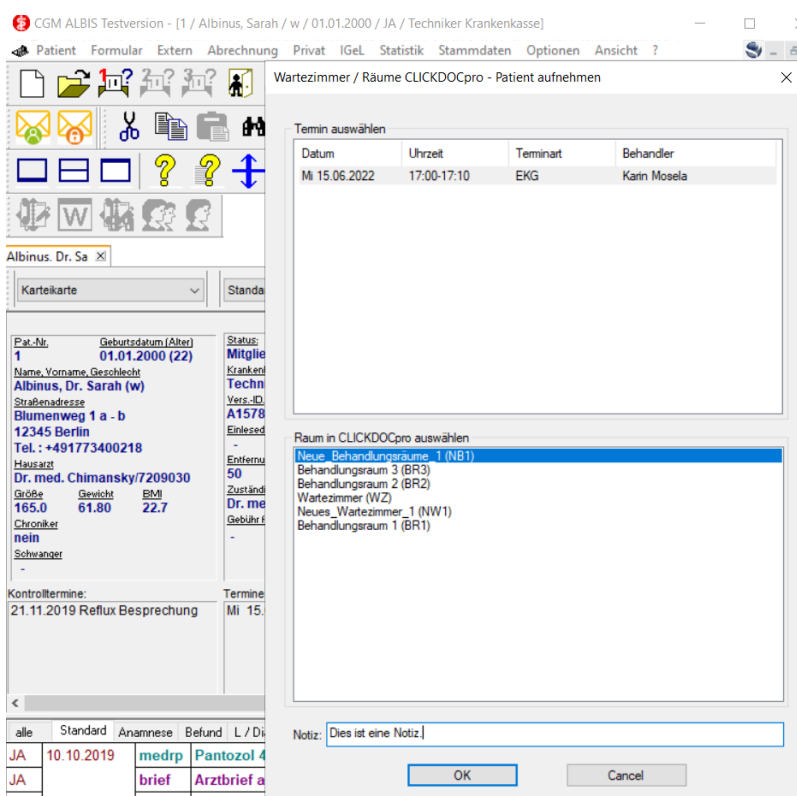 CGM ALBIS Testversion - [1 / Albinus, Sarah / w / 01.01.2000 / JA / Techniker Krankenkasse]
Patient Formular Extern Abrechnung Privat IGeL Statistik Stammdaten Optionen Ansicht ?
Albinus. Dr. Sa
Karteikarte
Standa
Pat.-Nr. Geburtsdatum (Alter)
1 01.01.2000 (22)
Name, Vorname, Geschlecht
Albinus, Dr. Sarah (w)
Straßenadresse
Blumenweg 1 a - b
12345 Berlin
Tel. : +491773400218
Hausarzt
Dr. med. Chimansky/7209030
Größe Gewicht BMI
165.0 61.80 22.7
Chroniker
nein
Schwanger
-
Status:
Mitglie
Krankenl
Techni
Vers.-ID.
A1578
Einlesed
-
Entfernu
50
Zuständi
Dr. me
Gebühr f
-
Kontrolltermine:
21.11.2019 Reflux Besprechung
Termine
Mi 15.
alle Standard Anamnese Befund L / Di
JA 10.10.2019 medrp Pantozol 4
JA brief Arztbrief a
Wartezimmer / Räume CLICKDOCpro - Patient aufnehmen
Termin auswählen
Datum Uhrzeit Terminart Behandler
Mi 15.06.2022 17:00-17:10 EKG Karin Mosela
Raum in CLICKDOCpro auswählen
Neue_Behandlungsräume_1 (NB1)
Behandlungsraum 3 (BR3)
Behandlungsraum 2 (BR2)
Wartezimmer (WZ)
Neues_Wartezimmer_1 (NW1)
Behandlungsraum 1 (BR1)
Notiz: Dies ist eine Notiz.
OK Cancel